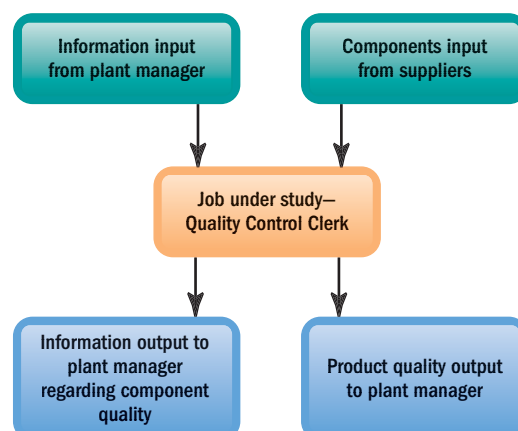 Information input
from plant manager
Components input
from suppliers
Job under study—
Quality Control Clerk
Information output to
plant manager
regarding component
quality
Product quality output
to plant manager